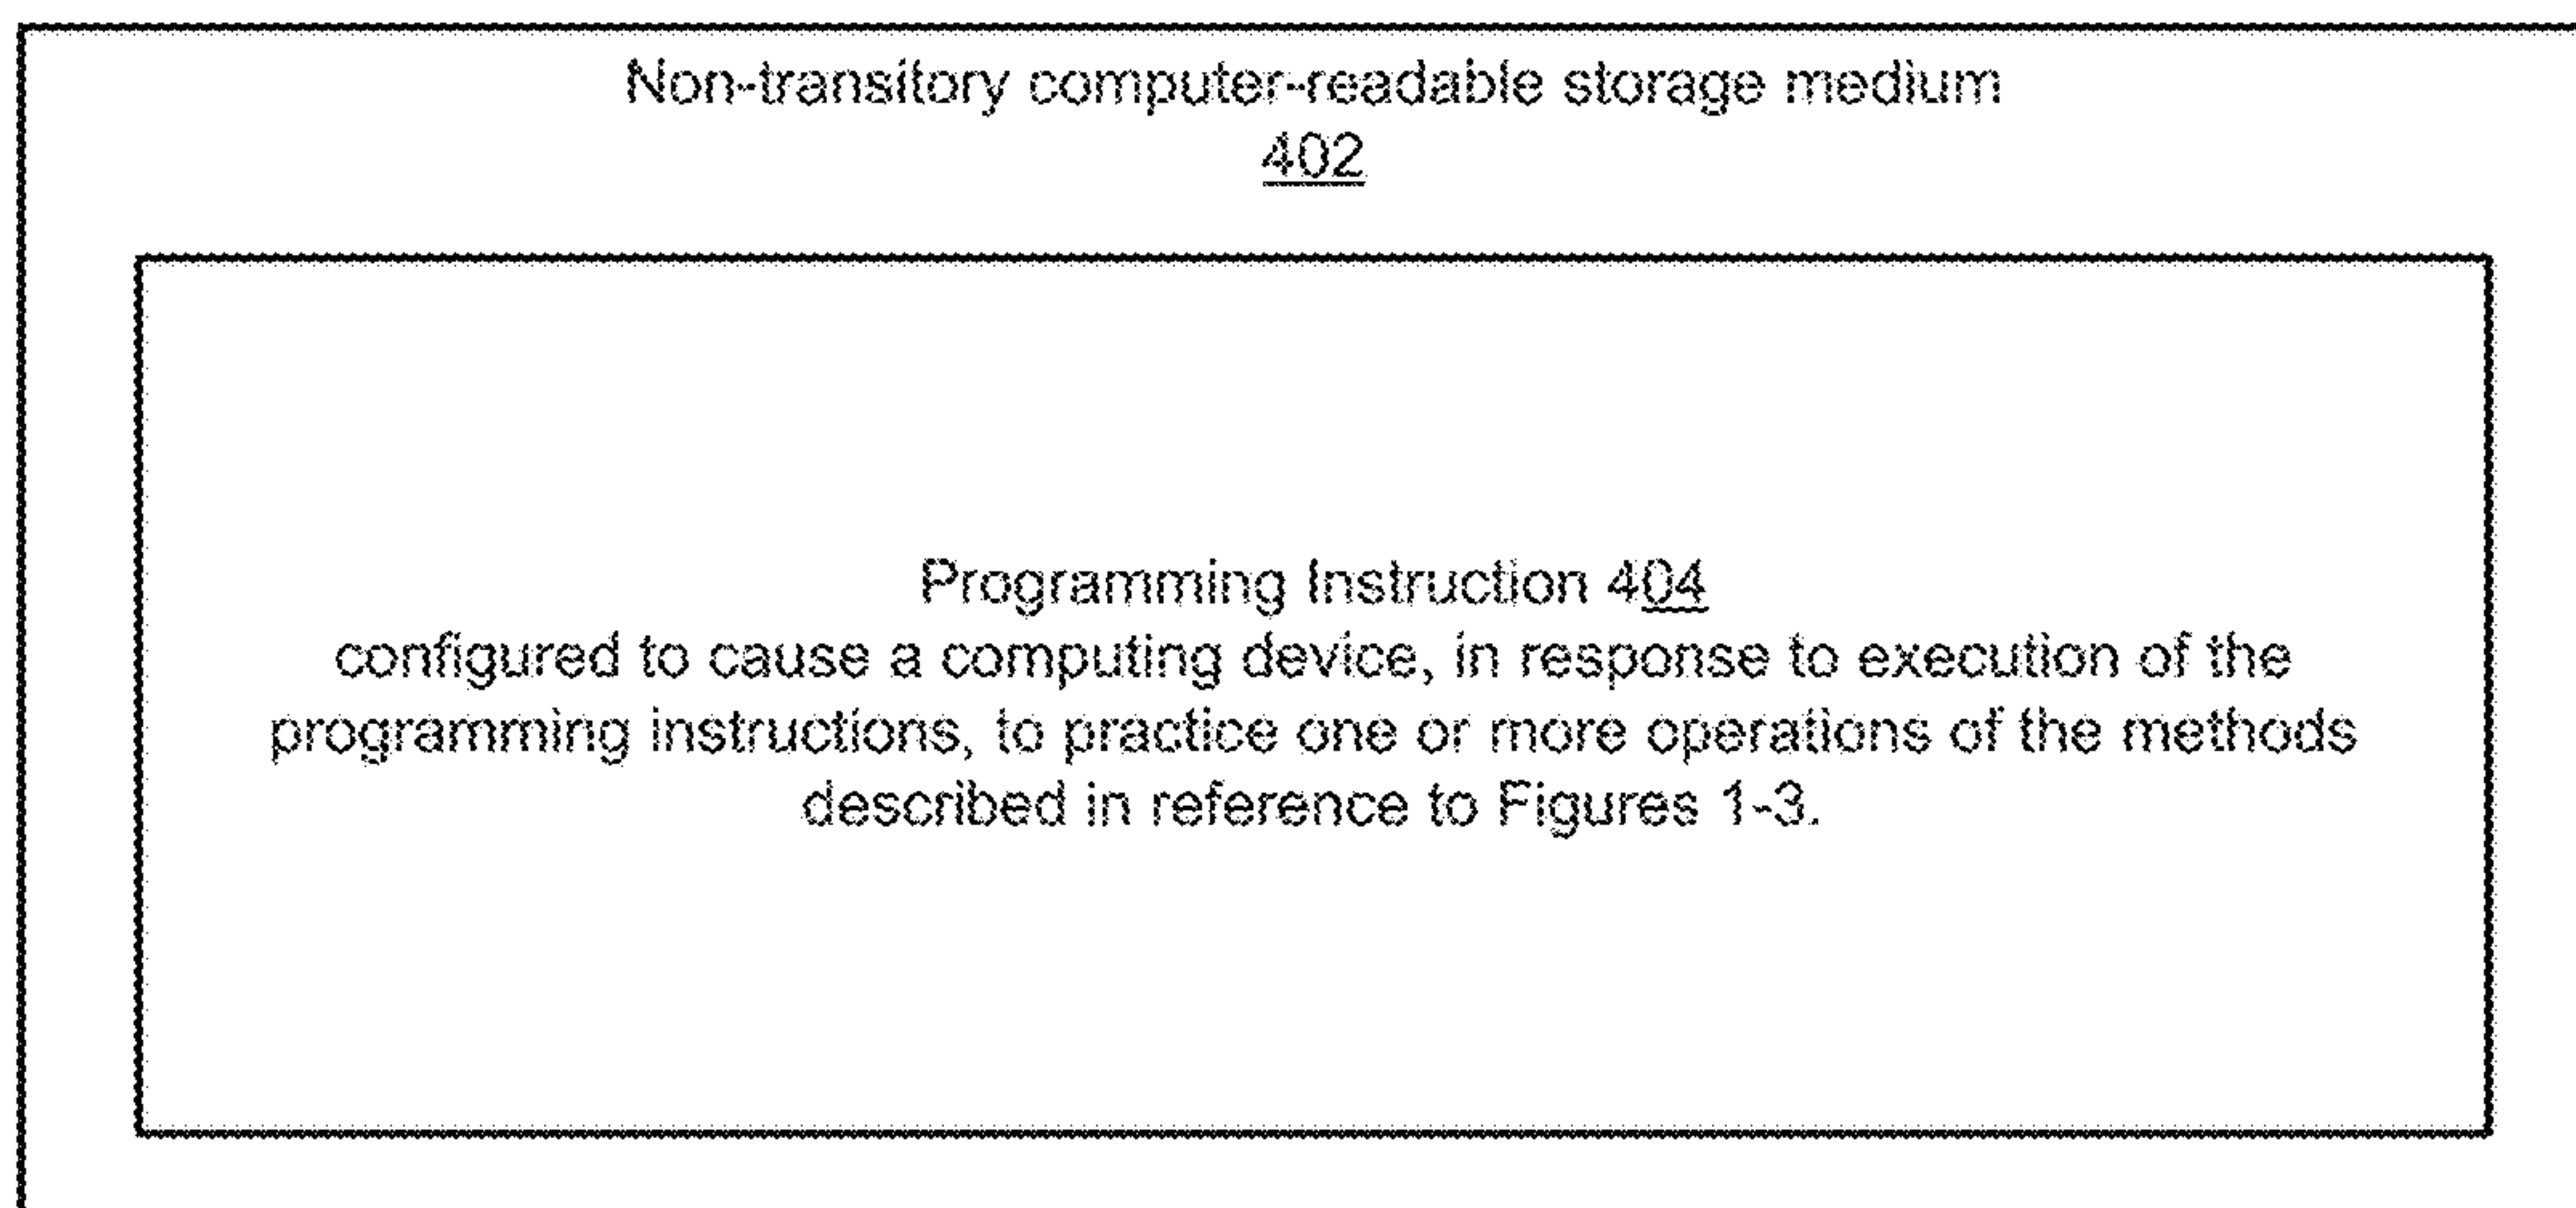 Non-transitory computer-readable storage medium
402
Programming Instruction 404
configured to cause a computing device, in response to execution of the
programming instructions, to practice one or more operations of the methods
described in reference to Figures 1-3.